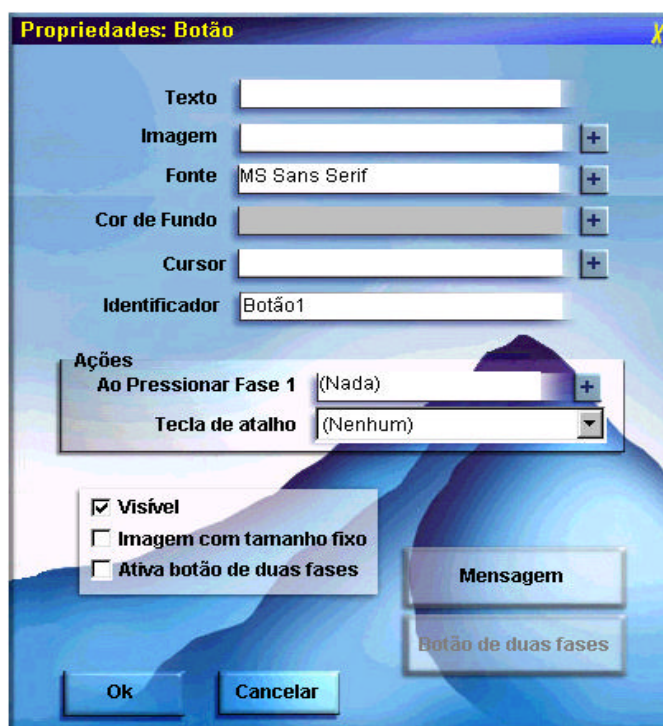 Propriedades: Botão X
Texto
Imagem +
Fonte MS Sans Serif +
Cor de Fundo +
Cursor +
Identificador Botão1
Ações
Ao Pressionar Fase 1 (Nada) +
Tecla de atalho (Nenhum)
Visível
Imagem com tamanho fixo
Ativa botão de duas fases
Mensagem
Botão de duas fases
Ok Cancelar